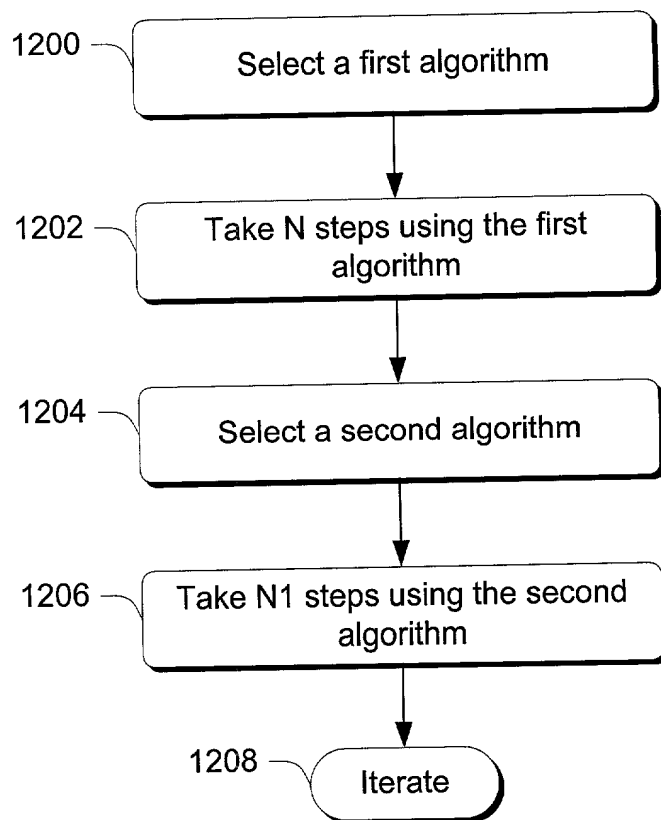 1200
Select a first algorithm
1202
Take N steps using the first
algorithm
1204
Select a second algorithm
1206
Take N1 steps using the second
algorithm
1208
Iterate